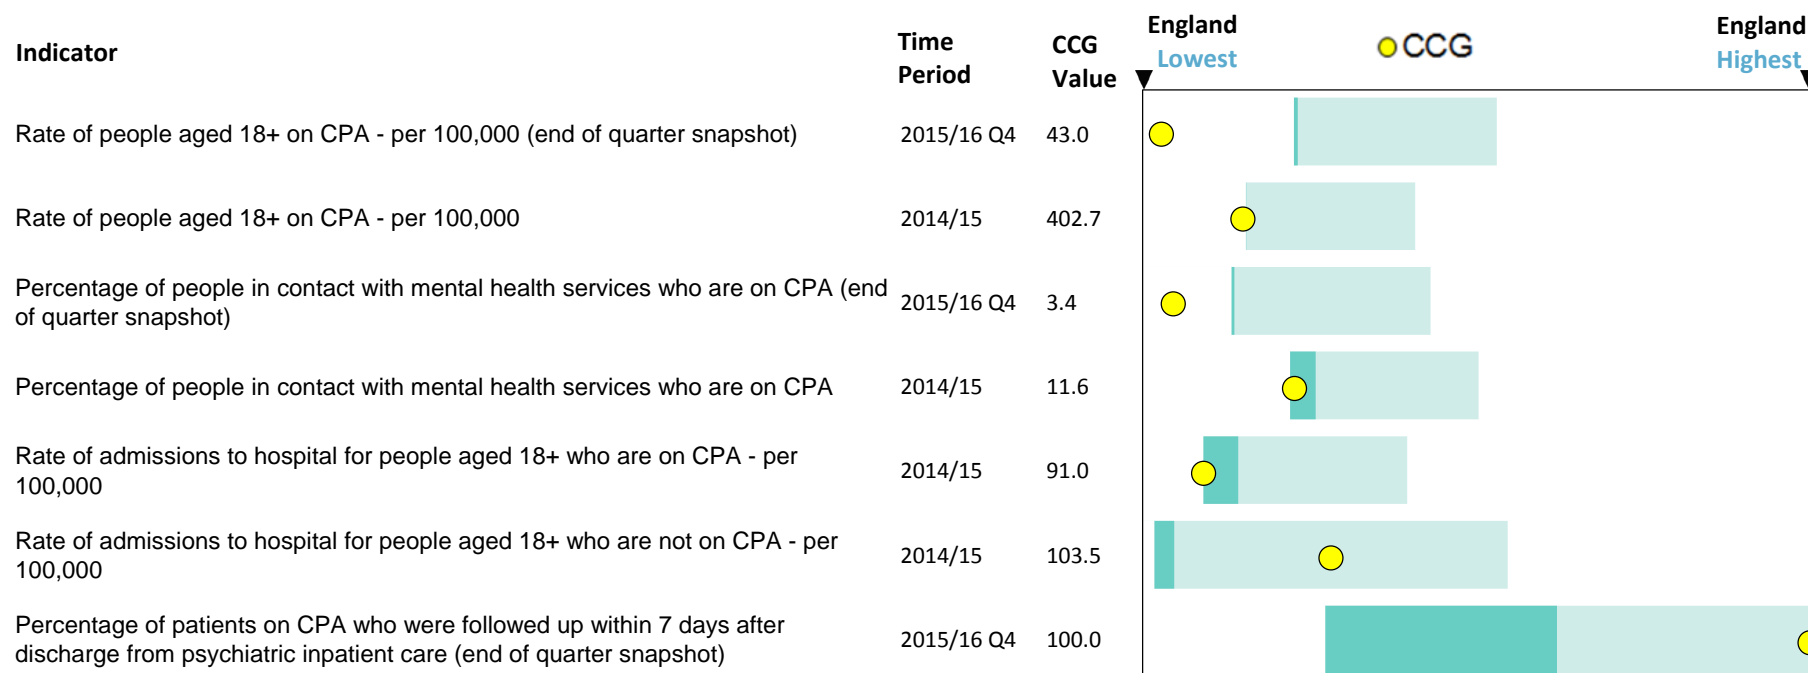 Indicator
Time
Period
CCG
Value
England
Lowest
CCG
England
Highest
Rate of people aged 18+ on CPA - per 100,000 (end of quarter snapshot) 2015/16 Q4 43.0
Rate of people aged 18+ on CPA - per 100,000 2014/15 402.7
Percentage of people in contact with mental health services who are on CPA (end
of quarter snapshot) 2015/16 Q4 3.4
Percentage of people in contact with mental health services who are on CPA 2014/15 11.6
Rate of admissions to hospital for people aged 18+ who are on CPA - per
100,000 2014/15 91.0
Rate of admissions to hospital for people aged 18+ who are not on CPA - per
100,000 2014/15 103.5
Percentage of patients on CPA who were followed up within 7 days after
discharge from psychiatric inpatient care (end of quarter snapshot) 2015/16 Q4 100.0